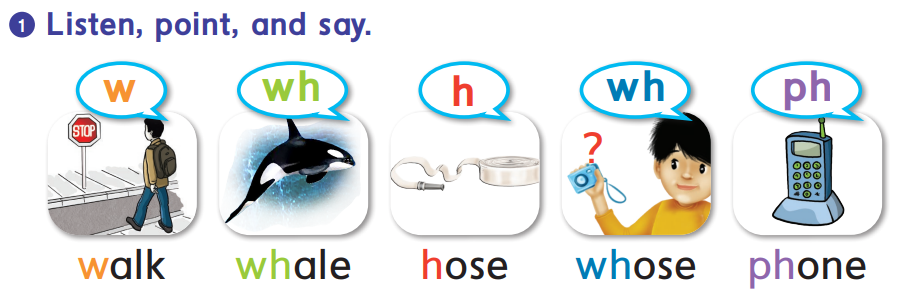 1 Listen, point, and say.
w wh h wh ph
STOP ?
walk whale hose whose phone